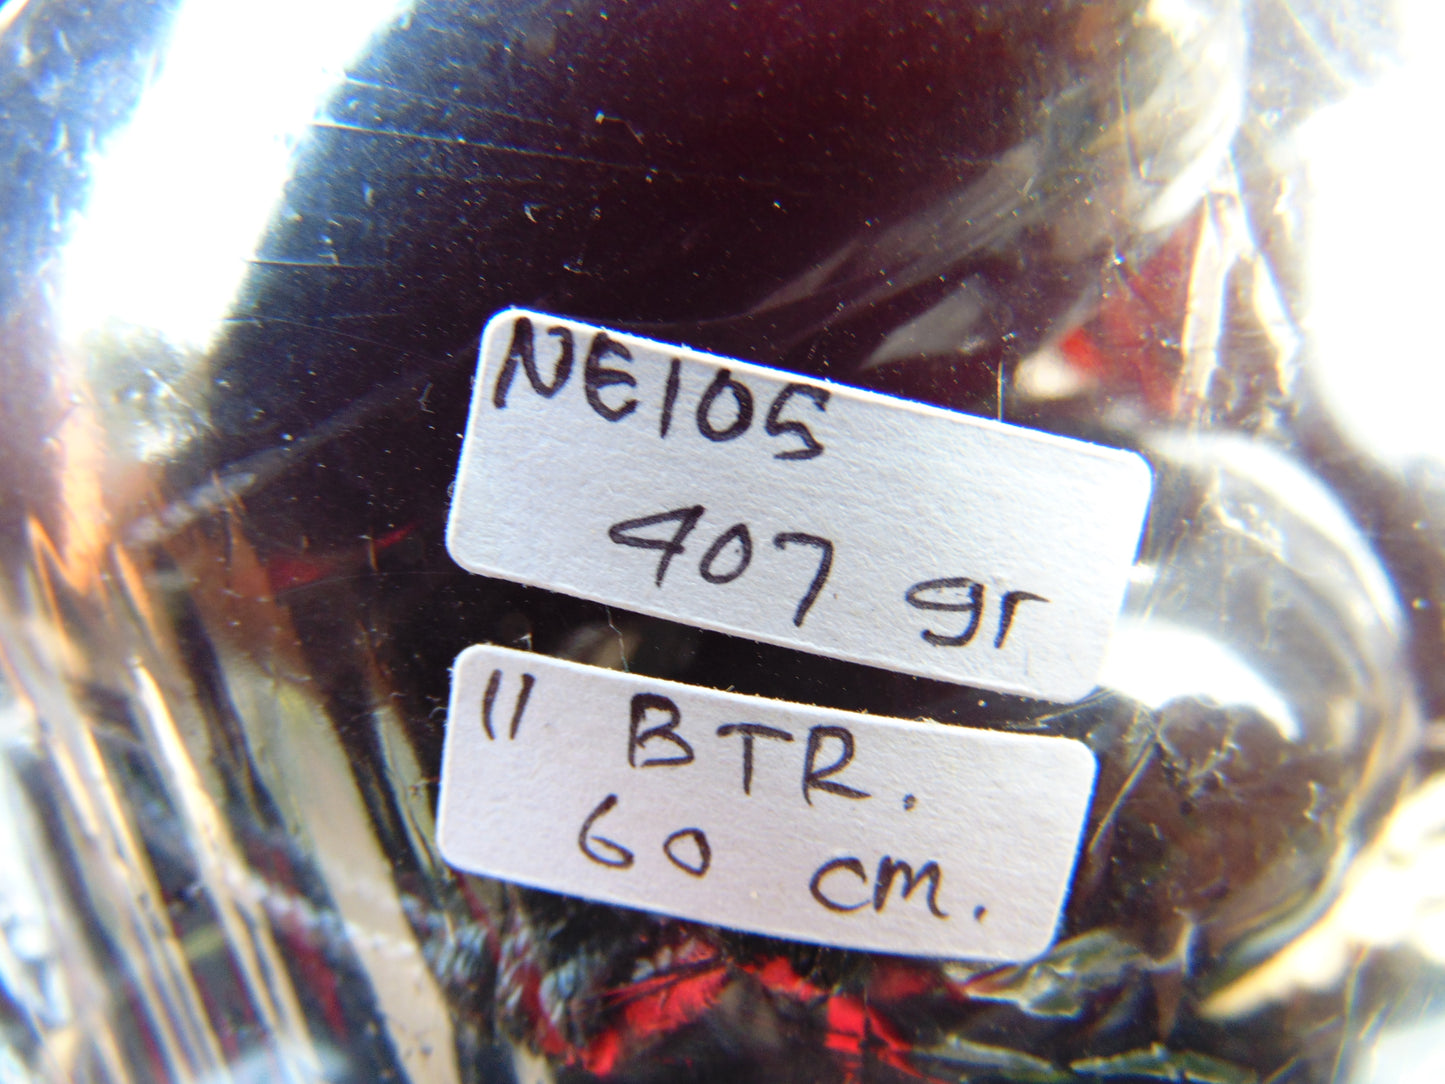 NE105
407 gr
11 BTR.
60 cm.